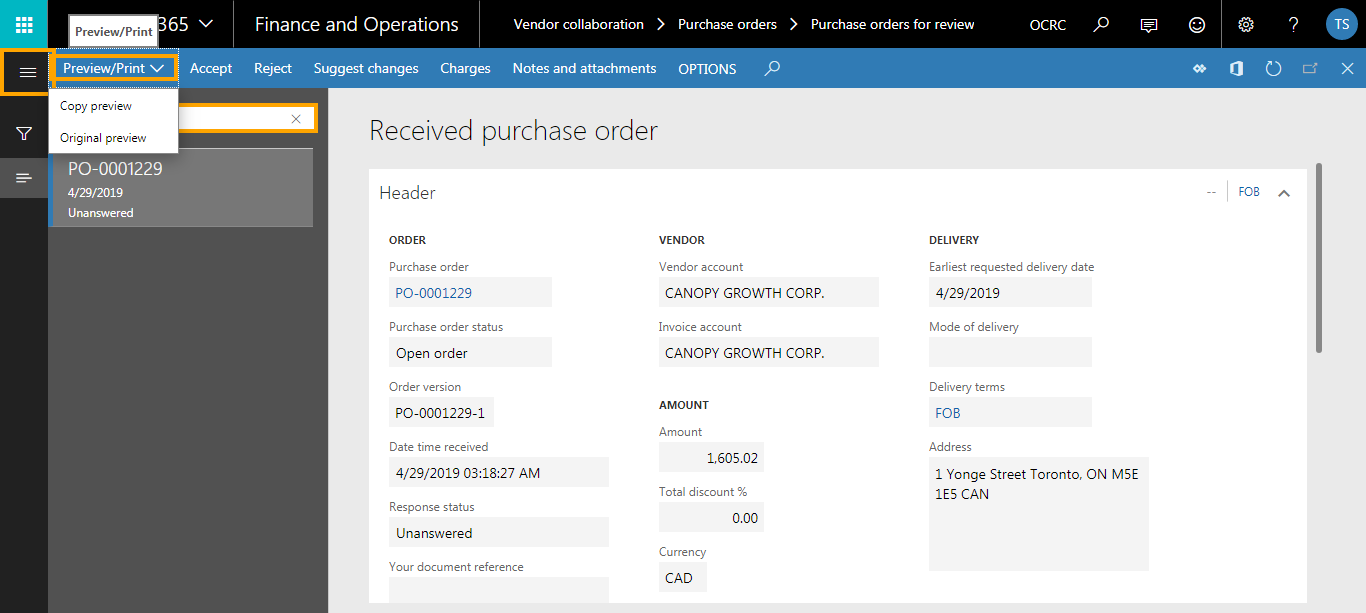 Preview/Print
365
Finance and Operations
Vendor collaboration
Purchase orders
Purchase orders for review
OCRC
?
TS
Preview/Print
Accept
Reject
Suggest changes
Charges
Notes and attachments
OPTIONS
Copy preview
Original preview
PO-0001229
4/29/2019
Unanswered
Received purchase order
Header
--
FOB
ORDER
Purchase order
PO-0001229
Purchase order status
Open order
Order version
PO-0001229-1
Date time received
4/29/2019 03:18:27 AM
Response status
Unanswered
Your document reference
VENDOR
Vendor account
CANOPY GROWTH CORP.
Invoice account
CANOPY GROWTH CORP.
AMOUNT
Amount
1,605.02
Total discount %
0.00
Currency
CAD
DELIVERY
Earliest requested delivery date
4/29/2019
Mode of delivery
Delivery terms
FOB
Address
1 Yonge Street Toronto, ON M5E
1E5 CAN